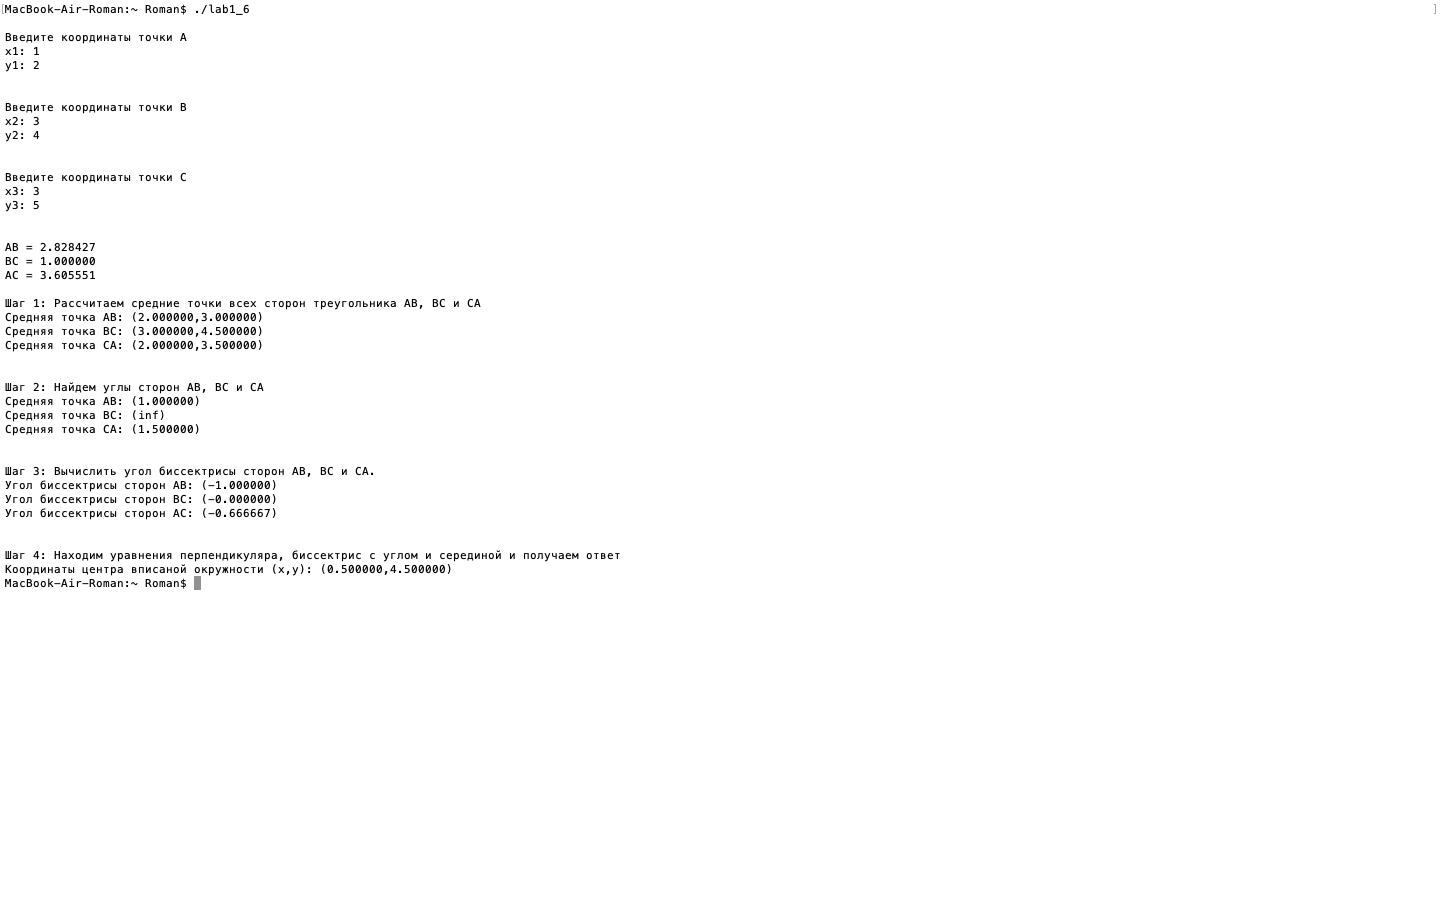 [MacBook-Air-Roman:~ Roman$ ./lab1_6 ]
Введите координаты точки A
x1: 1
y1: 2
Введите координаты точки B
x2: 3
y2: 4
Введите координаты точки C
x3: 3
y3: 5
AB = 2.828427
BC = 1.000000
AC = 3.605551
Шаг 1: Рассчитаем средние точки всех сторон треугольника AB, BC и CA
Средняя точка AB: (2.000000,3.000000)
Средняя точка BC: (3.000000,4.500000)
Средняя точка CA: (2.000000,3.500000)
Шаг 2: Найдем углы сторон AB, BC и CA
Средняя точка AB: (1.000000)
Средняя точка BC: (inf)
Средняя точка CA: (1.500000)
Шаг 3: Вычислить угол биссектрисы сторон AB, BC и CA.
Угол биссектрисы сторон AB: (-1.000000)
Угол биссектрисы сторон BC: (-0.000000)
Угол биссектрисы сторон AC: (-0.666667)
Шаг 4: Находим уравнения перпендикуляра, биссектрис с углом и серединой и получаем ответ
Координаты центра вписаной окружности (x,y): (0.500000,4.500000)
MacBook-Air-Roman:~ Roman$